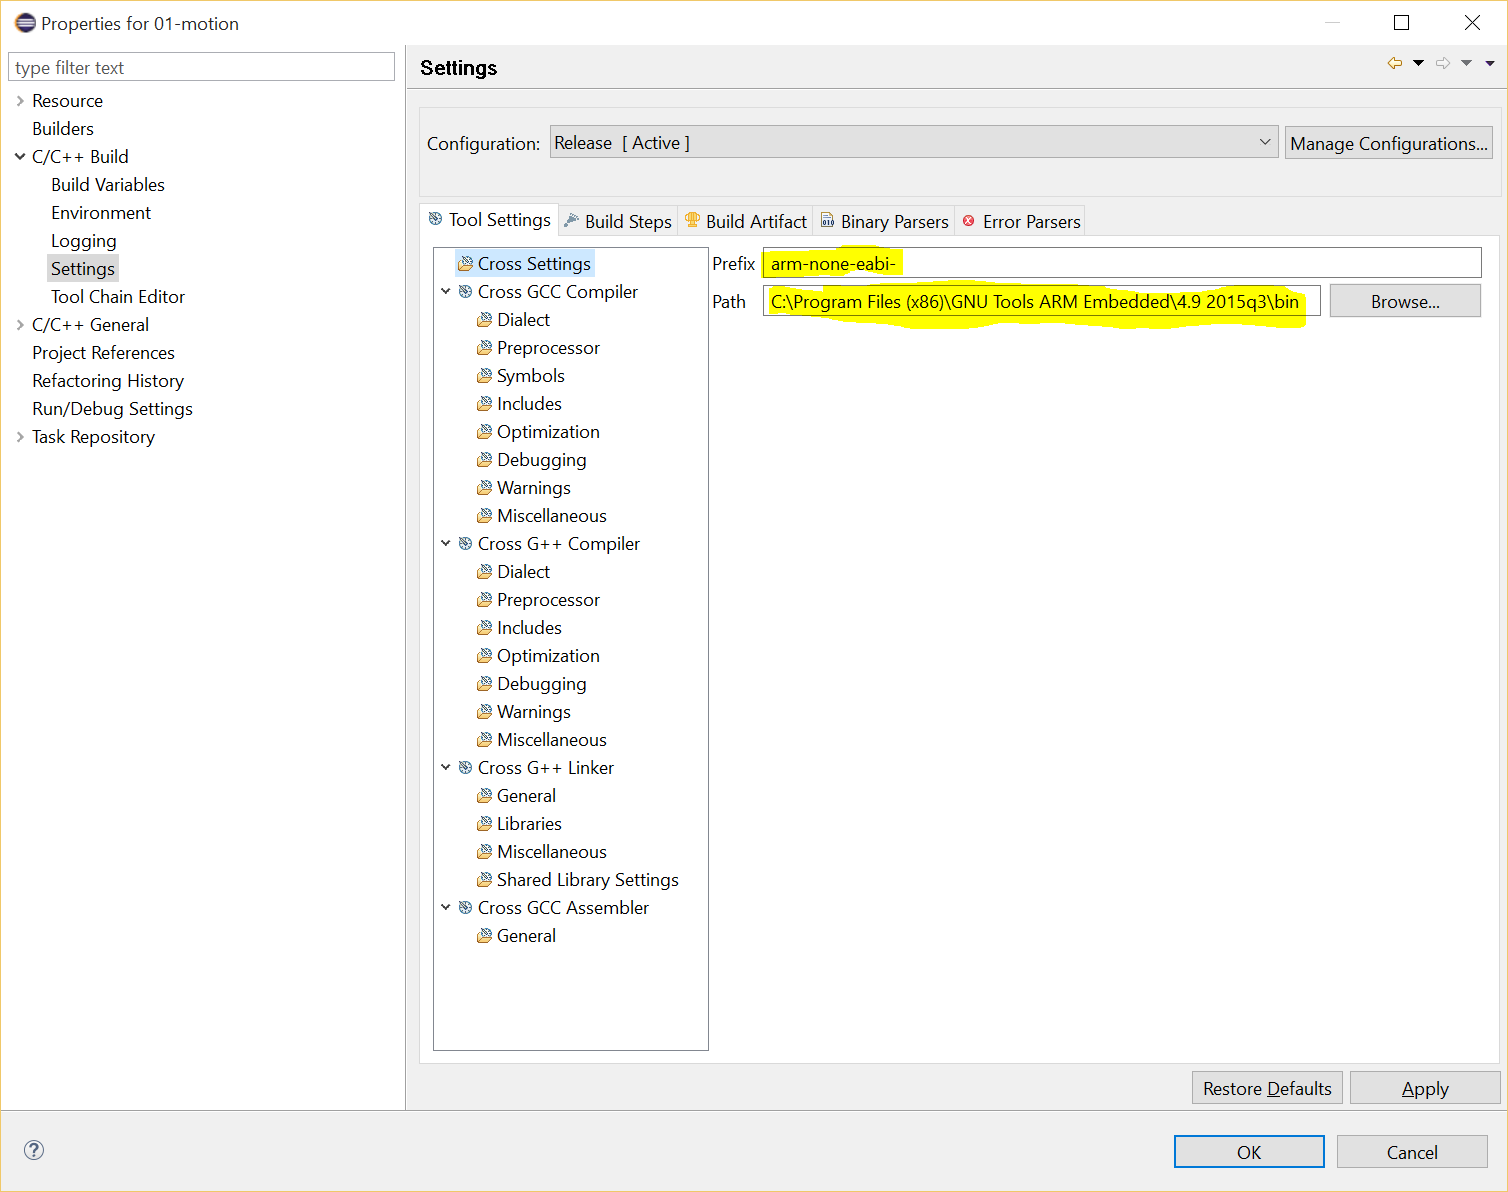 Properties for 01-motion
type filter text
Resource
Builders
C/C++ Build
Build Variables
Environment
Logging
Settings
Tool Chain Editor
C/C++ General
Project References
Refactoring History
Run/Debug Settings
Task Repository
Settings
Configuration: Release [ Active ] Manage Configurations...
Tool Settings Build Steps Build Artifact Binary Parsers Error Parsers
Cross Settings
Cross GCC Compiler
Dialect
Preprocessor
Symbols
Includes
Optimization
Debugging
Warnings
Miscellaneous
Cross G++ Compiler
Dialect
Preprocessor
Includes
Optimization
Debugging
Warnings
Miscellaneous
Cross G++ Linker
General
Libraries
Miscellaneous
Shared Library Settings
Cross GCC Assembler
General
Prefix arm-none-eabi-
Path C:\Program Files (x86)\GNU Tools ARM Embedded\4.9 2015q3\bin Browse...
Restore Defaults Apply
? OK Cancel